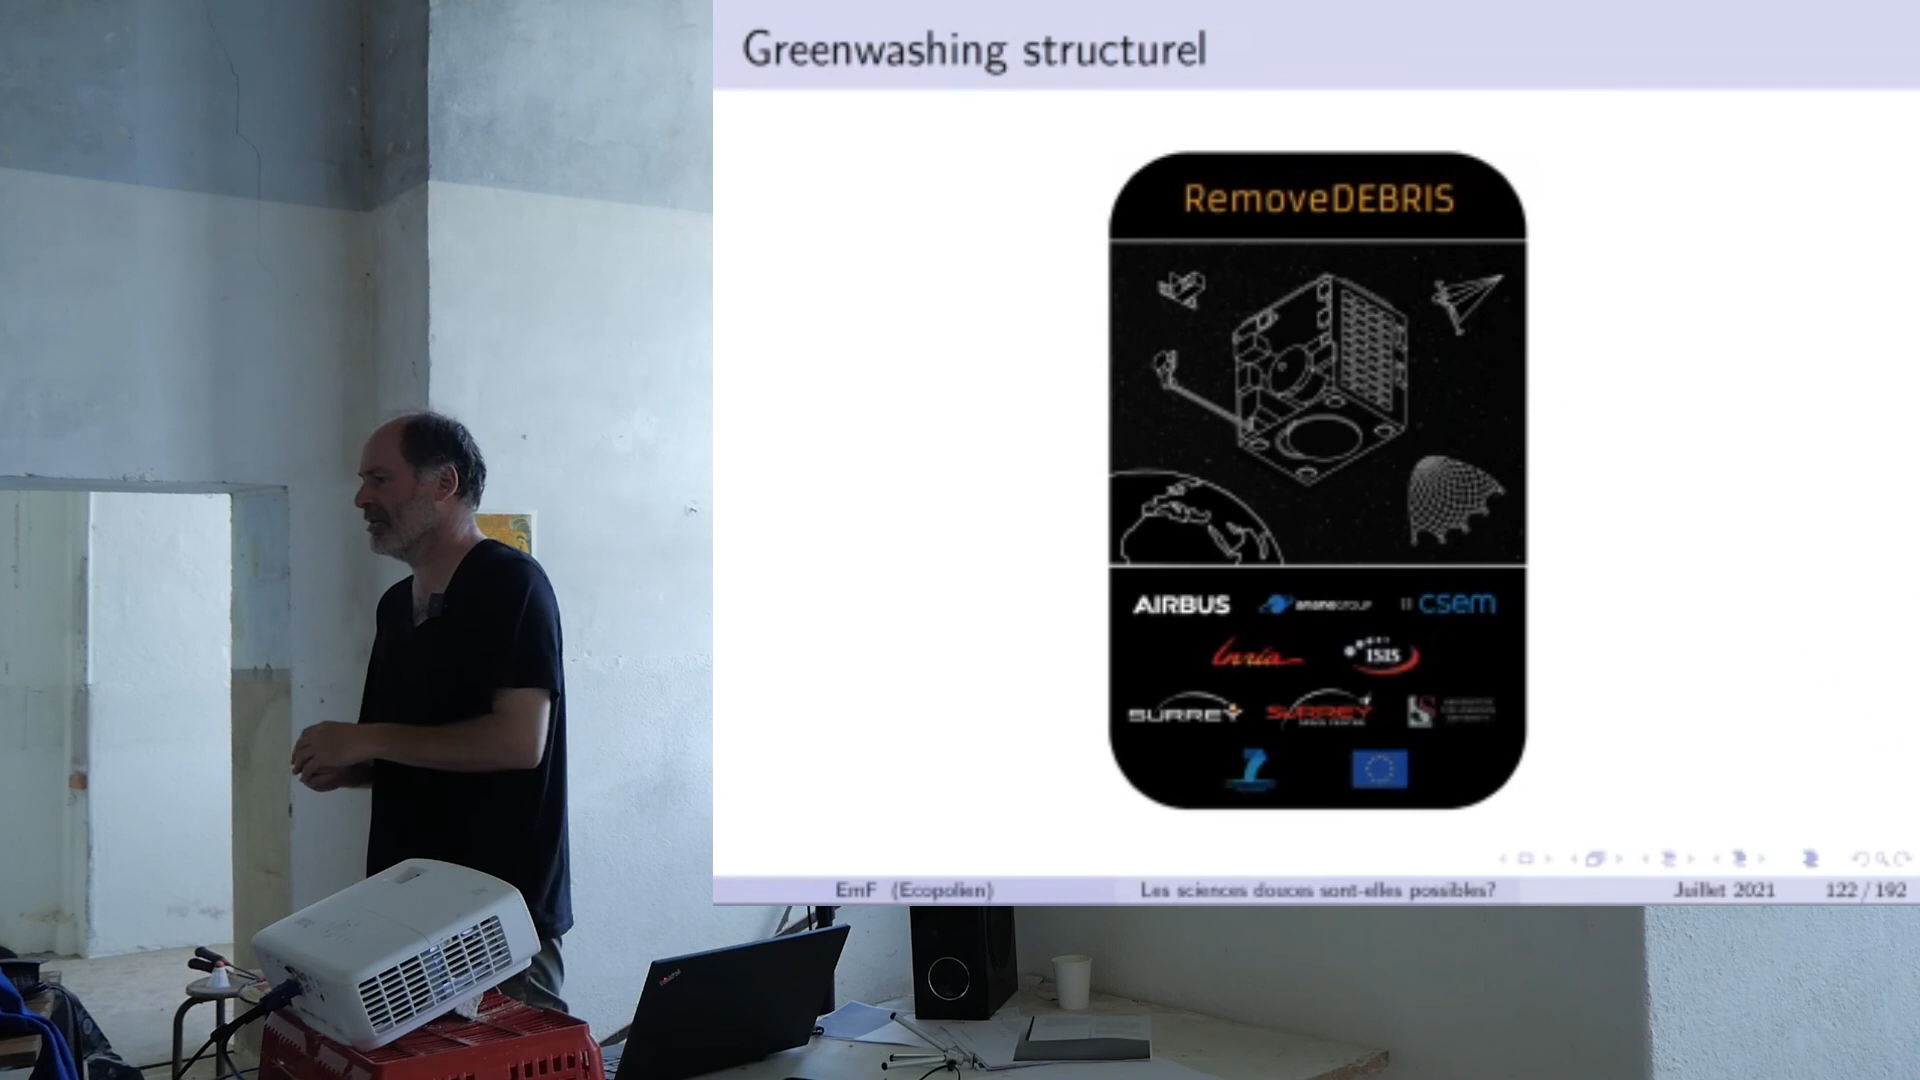 Greenwashing structurel
RemoveDEBRIS
AIRBUS
GROUP
csem
Inria
ISIS
SURREY
SURREY
EmF (Ecopolien)
Les sciences douces sont-elles possibles?
Juillet 2021
122 / 192